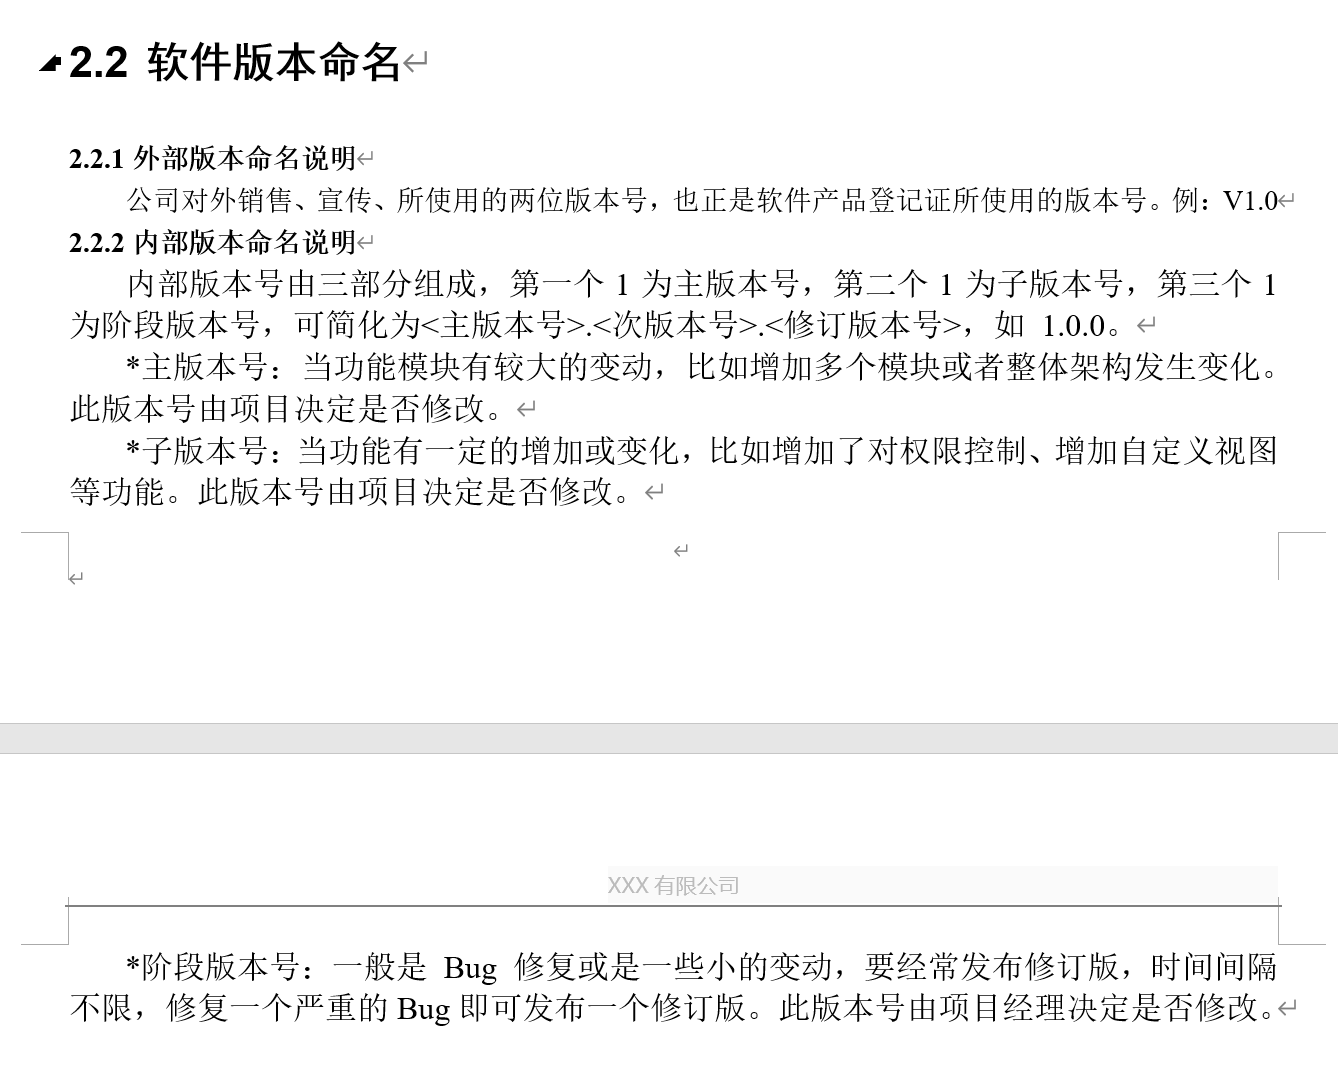 2.2 软件版本命名
2.2.1 外部版本命名说明
公司对外销售、宣传、所使用的两位版本号，也正是软件产品登记证所使用的版本号。例：V1.0
2.2.2 内部版本命名说明
内部版本号由三部分组成，第一个 1 为主版本号，第二个 1 为子版本号，第三个 1
为阶段版本号，可简化为<主版本号>.<次版本号>.<修订版本号>，如 1.0.0。
*主版本号：当功能模块有较大的变动，比如增加多个模块或者整体架构发生变化。
此版本号由项目决定是否修改。
*子版本号：当功能有一定的增加或变化，比如增加了对权限控制、增加自定义视图
等功能。此版本号由项目决定是否修改。
XXX 有限公司
*阶段版本号：一般是 Bug 修复或是一些小的变动，要经常发布修订版，时间间隔
不限，修复一个严重的 Bug 即可发布一个修订版。此版本号由项目经理决定是否修改。